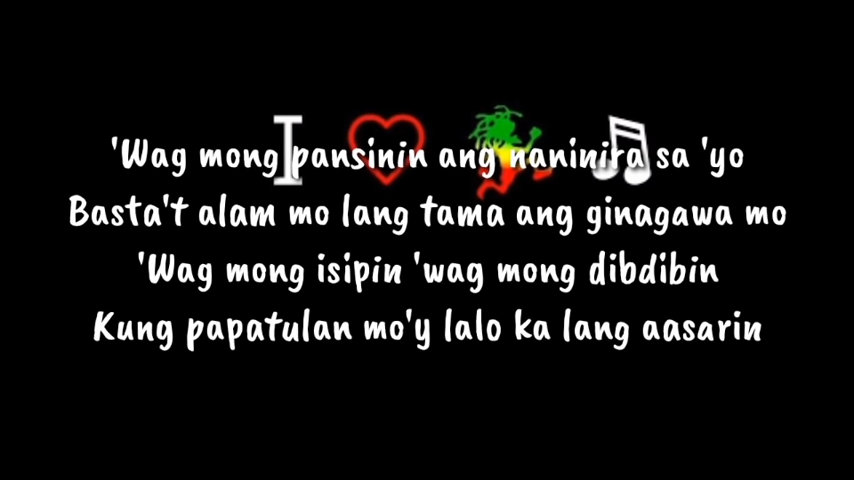 I
'Wag mong pansinin ang naninira sa 'yo
Basta't alam mo lang tama ang ginagawa mo
'Wag mong isipin 'wag mong dibdibin
Kung papatulan mo'y lalo ka lang aasarin